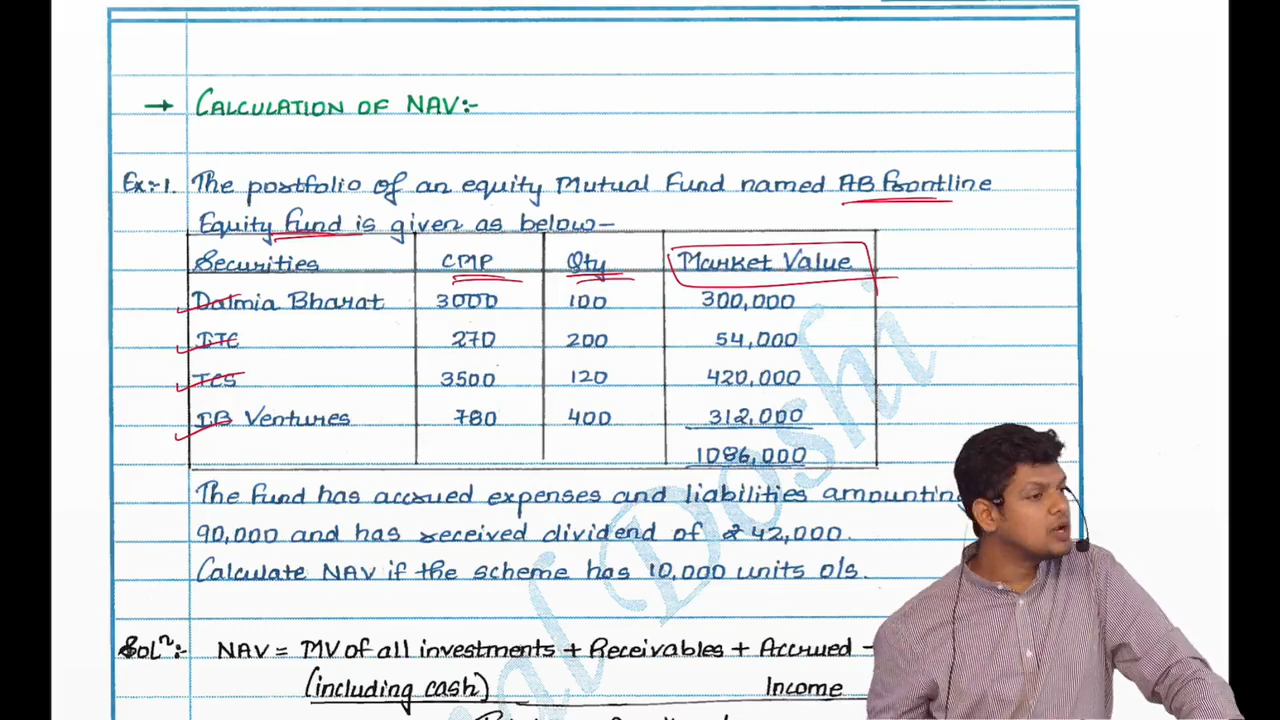 → CALCULATION OF NAV:-
Ex:-1. The portfolio of an equity Mutual Fund named AB Frontline
Equity Fund is given as below-
Securities CMP Qty Market Value
Dalmia Bharat 3000 100 300,000
ITC 270 200 54,000
TCS 3500 120 420,000
IB Ventures 780 400 312,000
1086,000
The Fund has accrued expenses and liabilities amountin
90,000 and has received dividend of ₹42,000.
Calculate NAV if the scheme has 10,000 units o/s.
Solⁿ:- NAV = MV of all investments + Receivables + Accrued -
(including cash) Income
Doshi